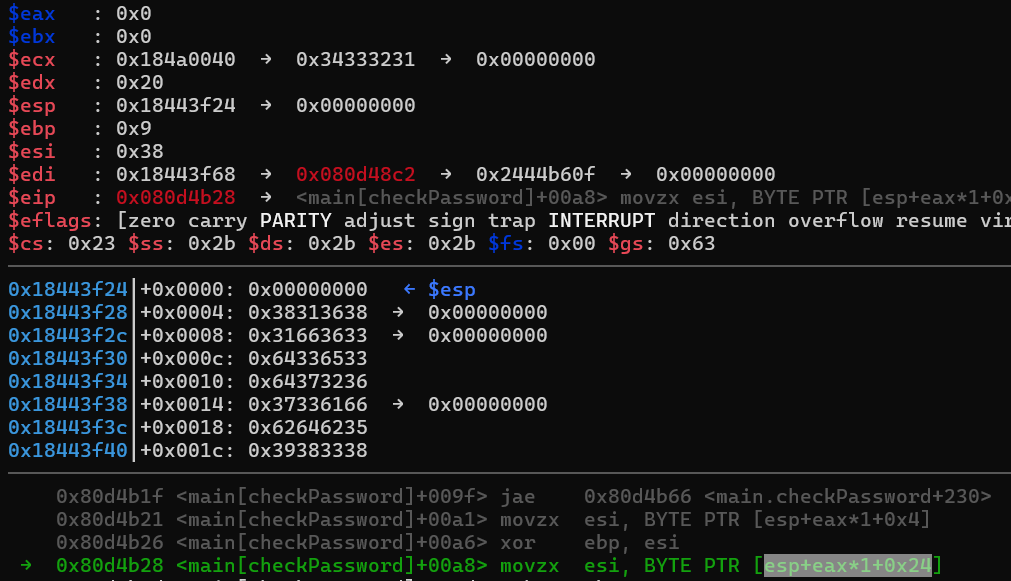 $eax   : 0x0
$ebx   : 0x0
$ecx   : 0x184a0040  →  0x34333231  →  0x00000000
$edx   : 0x20
$esp   : 0x18443f24  →  0x00000000
$ebp   : 0x9
$esi   : 0x38
$edi   : 0x18443f68  →  0x080d48c2  →  0x2444b60f  →  0x00000000
$eip   : 0x080d4b28  →  <main[checkPassword]+00a8> movzx esi, BYTE PTR [esp+eax*1+0x
$eflags: [zero carry PARITY adjust sign trap INTERRUPT direction overflow resume vir
$cs: 0x23 $ss: 0x2b $ds: 0x2b $es: 0x2b $fs: 0x00 $gs: 0x63
0x18443f24│+0x0000: 0x00000000   ← $esp
0x18443f28│+0x0004: 0x38313638  →  0x00000000
0x18443f2c│+0x0008: 0x31663633  →  0x00000000
0x18443f30│+0x000c: 0x64336533
0x18443f34│+0x0010: 0x64373236
0x18443f38│+0x0014: 0x37336166  →  0x00000000
0x18443f3c│+0x0018: 0x62646235
0x18443f40│+0x001c: 0x39383338
0x80d4b1f <main[checkPassword]+009f> jae    0x80d4b66 <main.checkPassword+230>
0x80d4b21 <main[checkPassword]+00a1> movzx  esi, BYTE PTR [esp+eax*1+0x4]
0x80d4b26 <main[checkPassword]+00a6> xor    ebp, esi
→  0x80d4b28 <main[checkPassword]+00a8> movzx  esi, BYTE PTR [esp+eax*1+0x24]